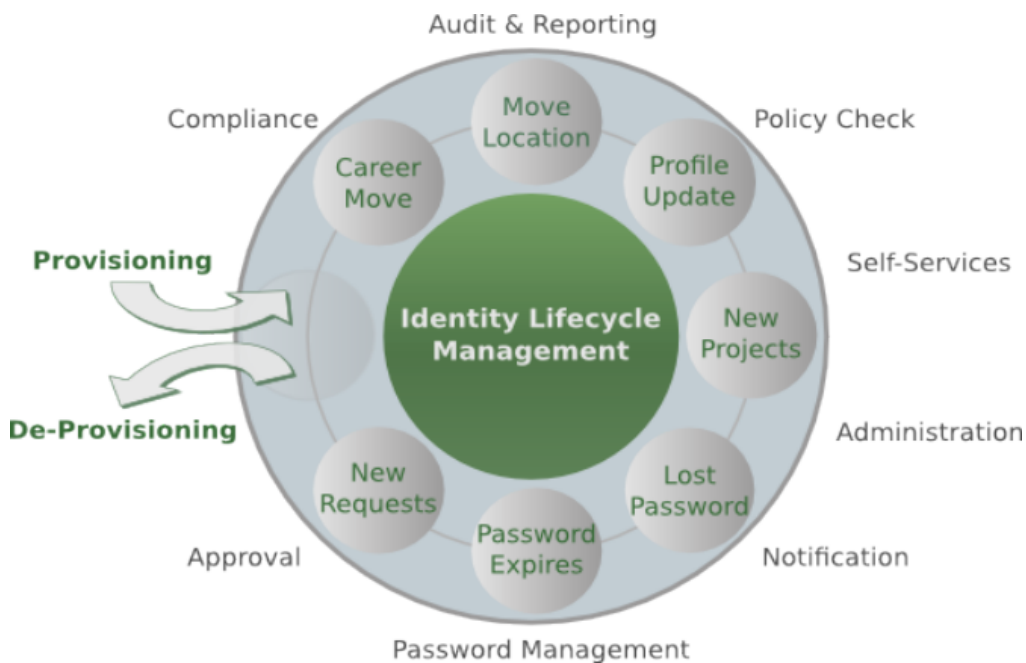 Audit & Reporting
Compliance
Move
Location
Policy Check
Career
Move
Profile
Update
Provisioning
Self-Services
Identity Lifecycle
Management
New
Projects
De-Provisioning
Administration
New
Requests
Lost
Password
Password
Expires
Approval
Notification
Password Management